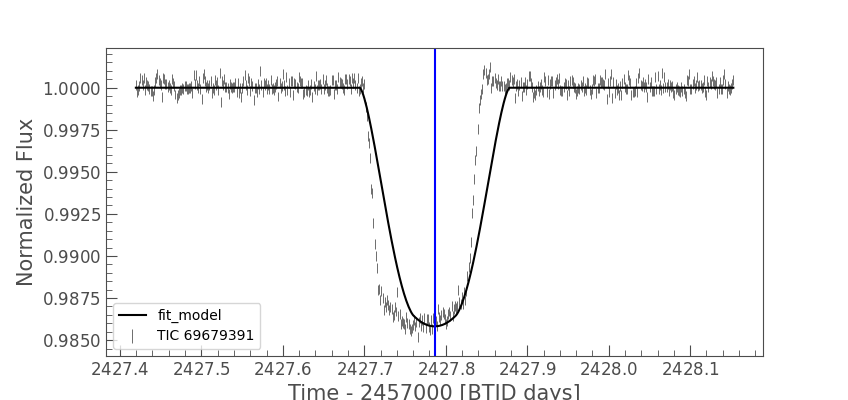 1.0000
0.9975
0.9950
0.9925
0.9900
0.9875
0.9850
Normalized Flux
fit_model
TIC 69679391
2427.4 2427.5 2427.6 2427.7 2427.8 2427.9 2428.0 2428.1
Time - 2457000 [BTJD days]